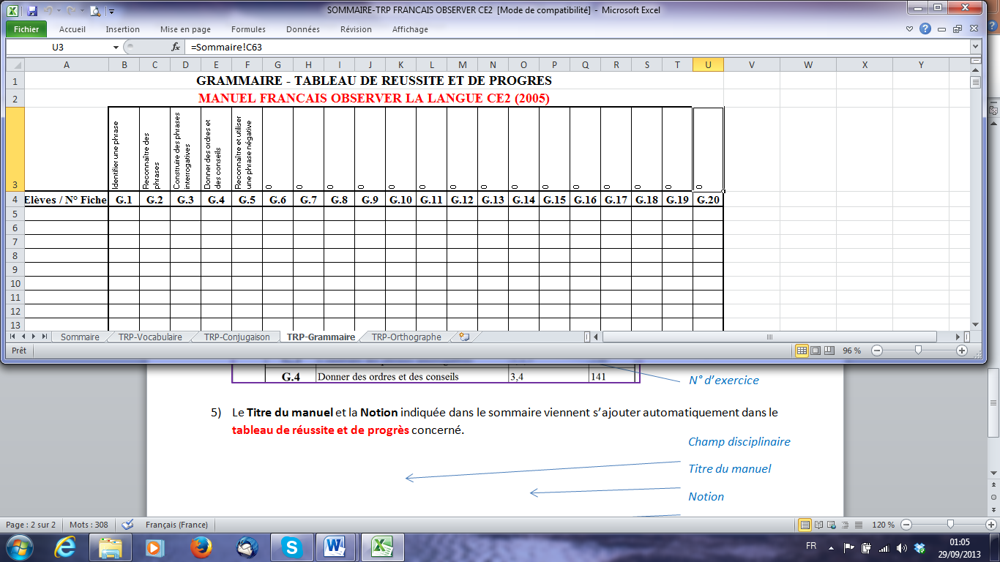 SOMMAIRE-TRP FRANCAIS OBSERVER CE2 [Mode de compatibilité] - Microsoft Excel
Fichier Accueil Insertion Mise en page Formules Données Révision Affichage
U3 fx =Sommaire!C63
A B C D E F G H I J K L M N O P Q R S T U V W X Y
1 GRAMMAIRE - TABLEAU DE REUSSITE ET DE PROGRES
2 MANUEL FRANCAIS OBSERVER LA LANGUE CE2 (2005)
3
Identifier une phrase
Reconnaître des
phrases
Construire des phrases
interrogatives
Donner des ordres et
des conseils
Reconnaître et utiliser
une phrase négative
0 0 0 0 0 0 0 0 0 0 0 0 0 0 0
4 Elèves / N° Fiche G.1 G.2 G.3 G.4 G.5 G.6 G.7 G.8 G.9 G.10 G.11 G.12 G.13 G.14 G.15 G.16 G.17 G.18 G.19 G.20
5
6
7
8
9
10
11
12
13
Sommaire TRP-Vocabulaire TRP-Conjugaison TRP-Grammaire TRP-Orthographe
Prêt 96 %
G.4 Donner des ordres et des conseils 3,4 141
N° d'exercice
5) Le Titre du manuel et la Notion indiquée dans le sommaire viennent s'ajouter automatiquement dans le
tableau de réussite et de progrès concerné.
Champ disciplinaire
Titre du manuel
Notion
Page : 2 sur 2 Mots : 308 Français (France) 120 %
FR 01:05
29/09/2013